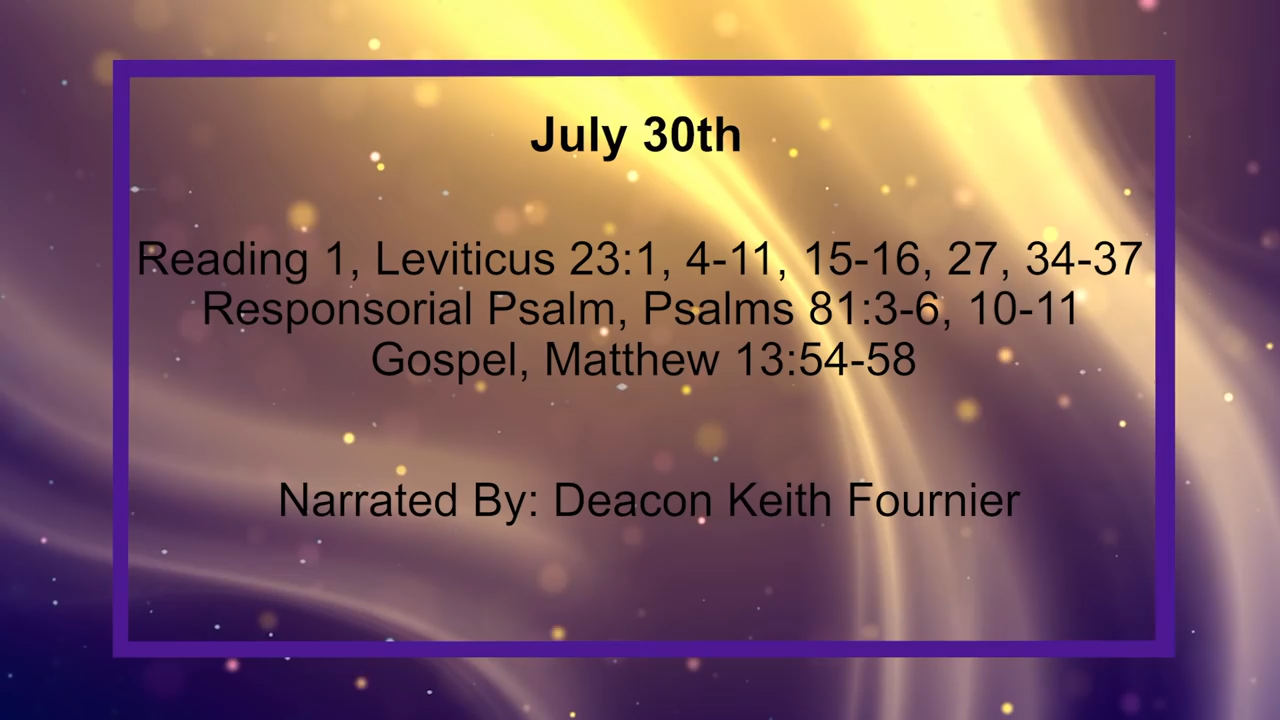 July 30th
Reading 1, Leviticus 23:1, 4-11, 15-16, 27, 34-37
Responsorial Psalm, Psalms 81:3-6, 10-11
Gospel, Matthew 13:54-58
Narrated By: Deacon Keith Fournier